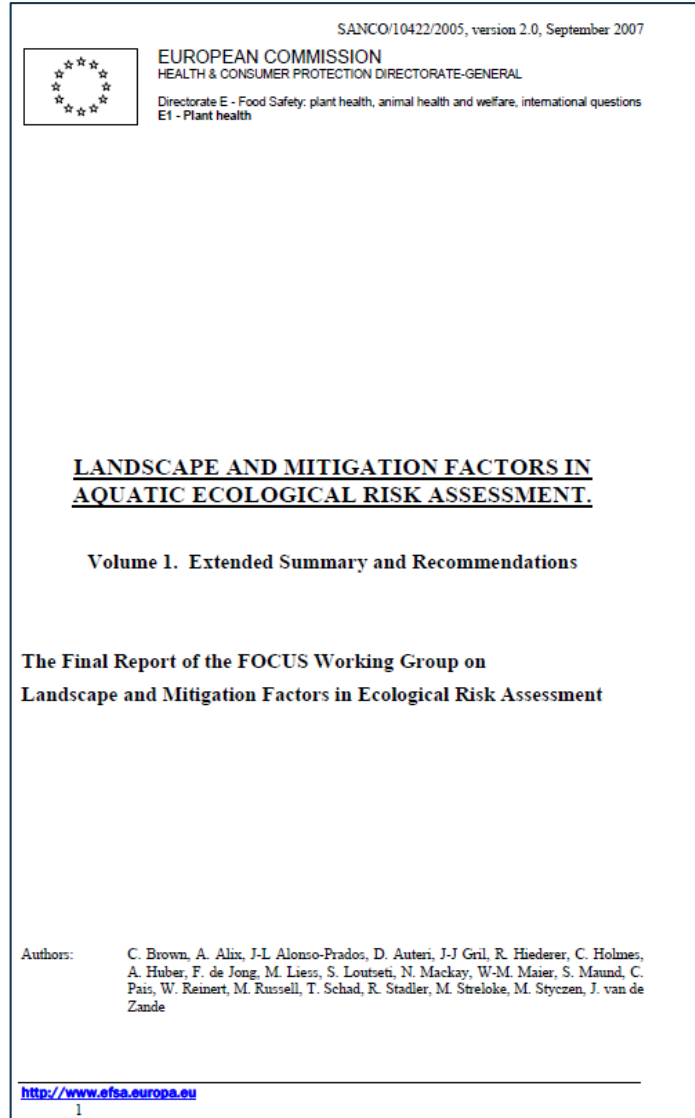 SANCO/10422/2005, version 2.0, September 2007
EUROPEAN COMMISSION
HEALTH & CONSUMER PROTECTION DIRECTORATE-GENERAL
Directorate E - Food Safety: plant health, animal health and welfare, international questions
E1 - Plant health
LANDSCAPE AND MITIGATION FACTORS IN
AQUATIC ECOLOGICAL RISK ASSESSMENT.
Volume 1. Extended Summary and Recommendations
The Final Report of the FOCUS Working Group on
Landscape and Mitigation Factors in Ecological Risk Assessment
Authors: C. Brown, A. Alix, J-L Alonso-Prados, D. Auteri, J-J Gril, R. Hiederer, C. Holmes,
A. Huber, F. de Jong, M. Liess, S. Loutseti, N. Mackay, W-M. Maier, S. Maund, C.
Pais, W. Reinert, M. Russell, T. Schad, R. Stadler, M. Streloke, M. Styczen, J. van de
Zande
http://www.efsa.europa.eu
1